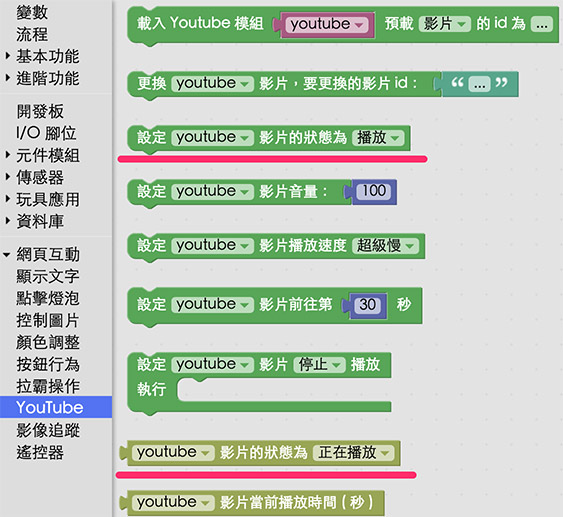 變數
流程
基本功能
進階功能
開發板
I/O 腳位
元件模組
傳感器
玩具應用
資料庫
網頁互動
顯示文字
點擊燈泡
控制圖片
顏色調整
按鈕行為
拉霸操作
YouTube
影像追蹤
遙控器
載入 Youtube 模組 youtube 預載 影片 的 id 為 ...
更換 youtube 影片，要更換的影片 id： “ ... ”
設定 youtube 影片的狀態為 播放
設定 youtube 影片音量： 100
設定 youtube 影片播放速度 超級慢
設定 youtube 影片前往第 30 秒
設定 youtube 影片 停止 播放
執行
youtube 影片的狀態為 正在播放
youtube 影片當前播放時間 ( 秒 )